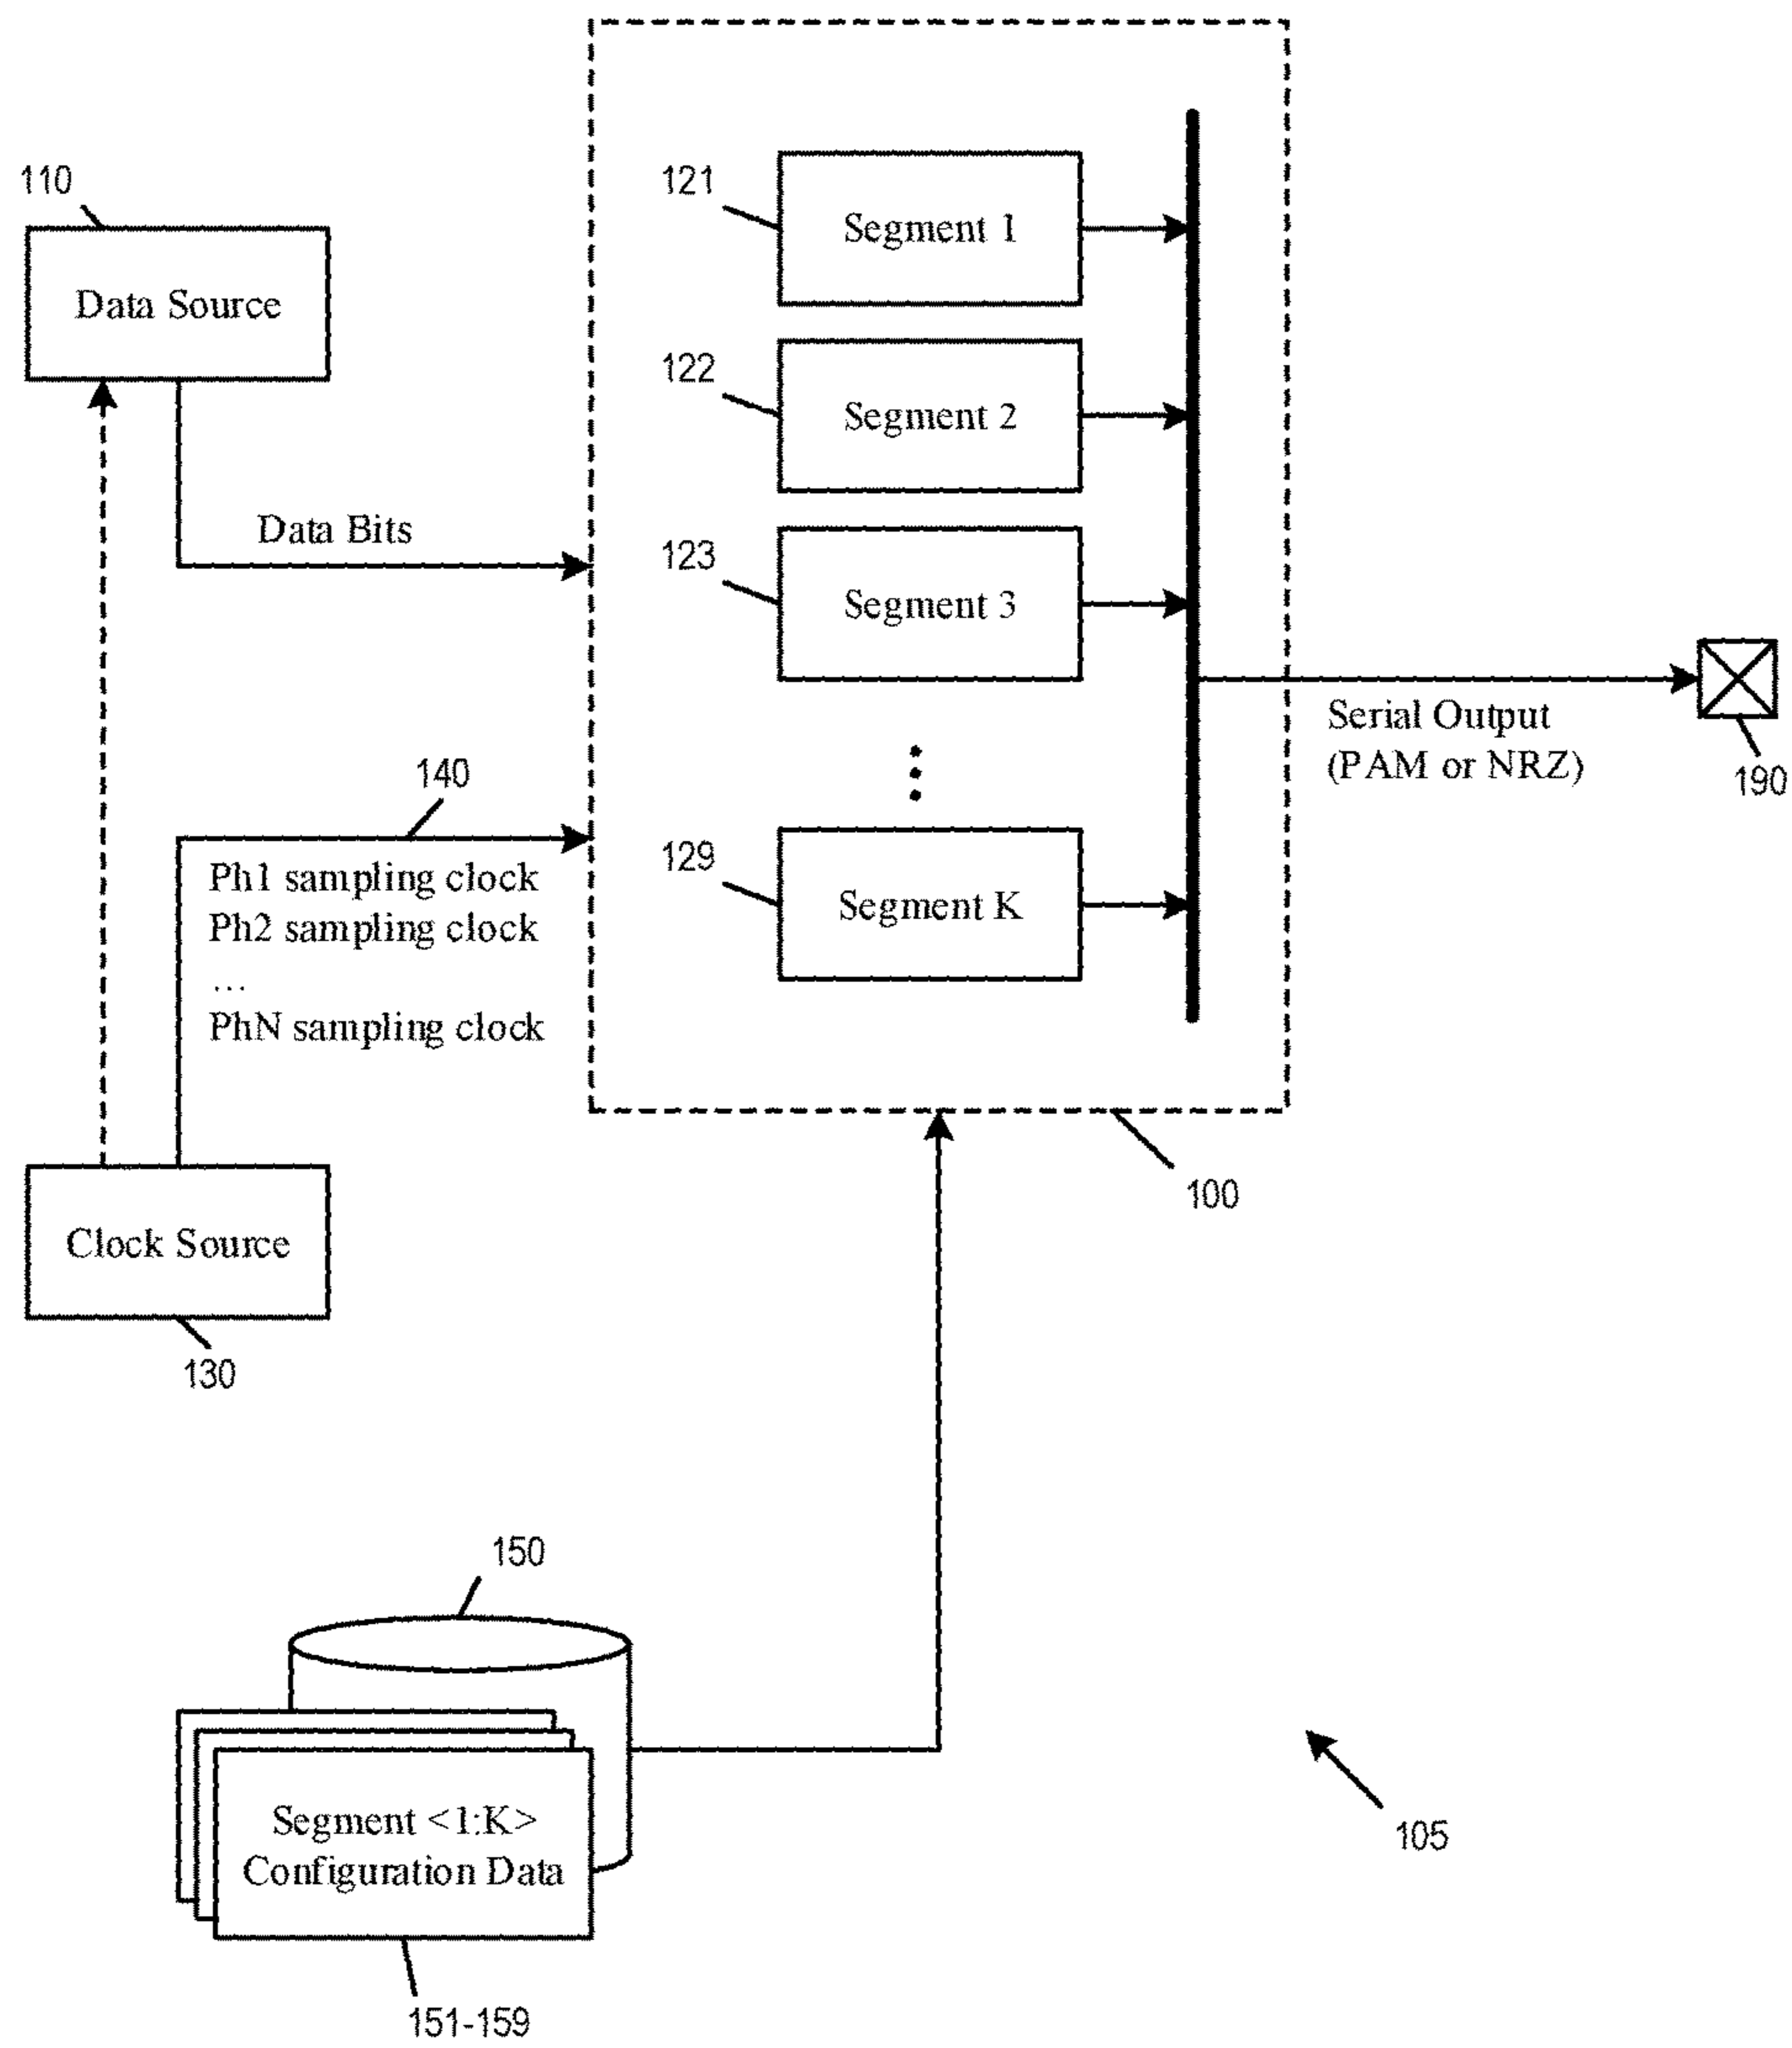 110
Data Source
121
Segment 1
122
Segment 2
Data Bits
123
Segment 3
Serial Output
(PAM or NRZ)
190
140
Ph1 sampling clock
Ph2 sampling clock
...
PhN sampling clock
129
Segment K
100
Clock Source
130
150
Segment <1:K>
Configuration Data
105
151-159